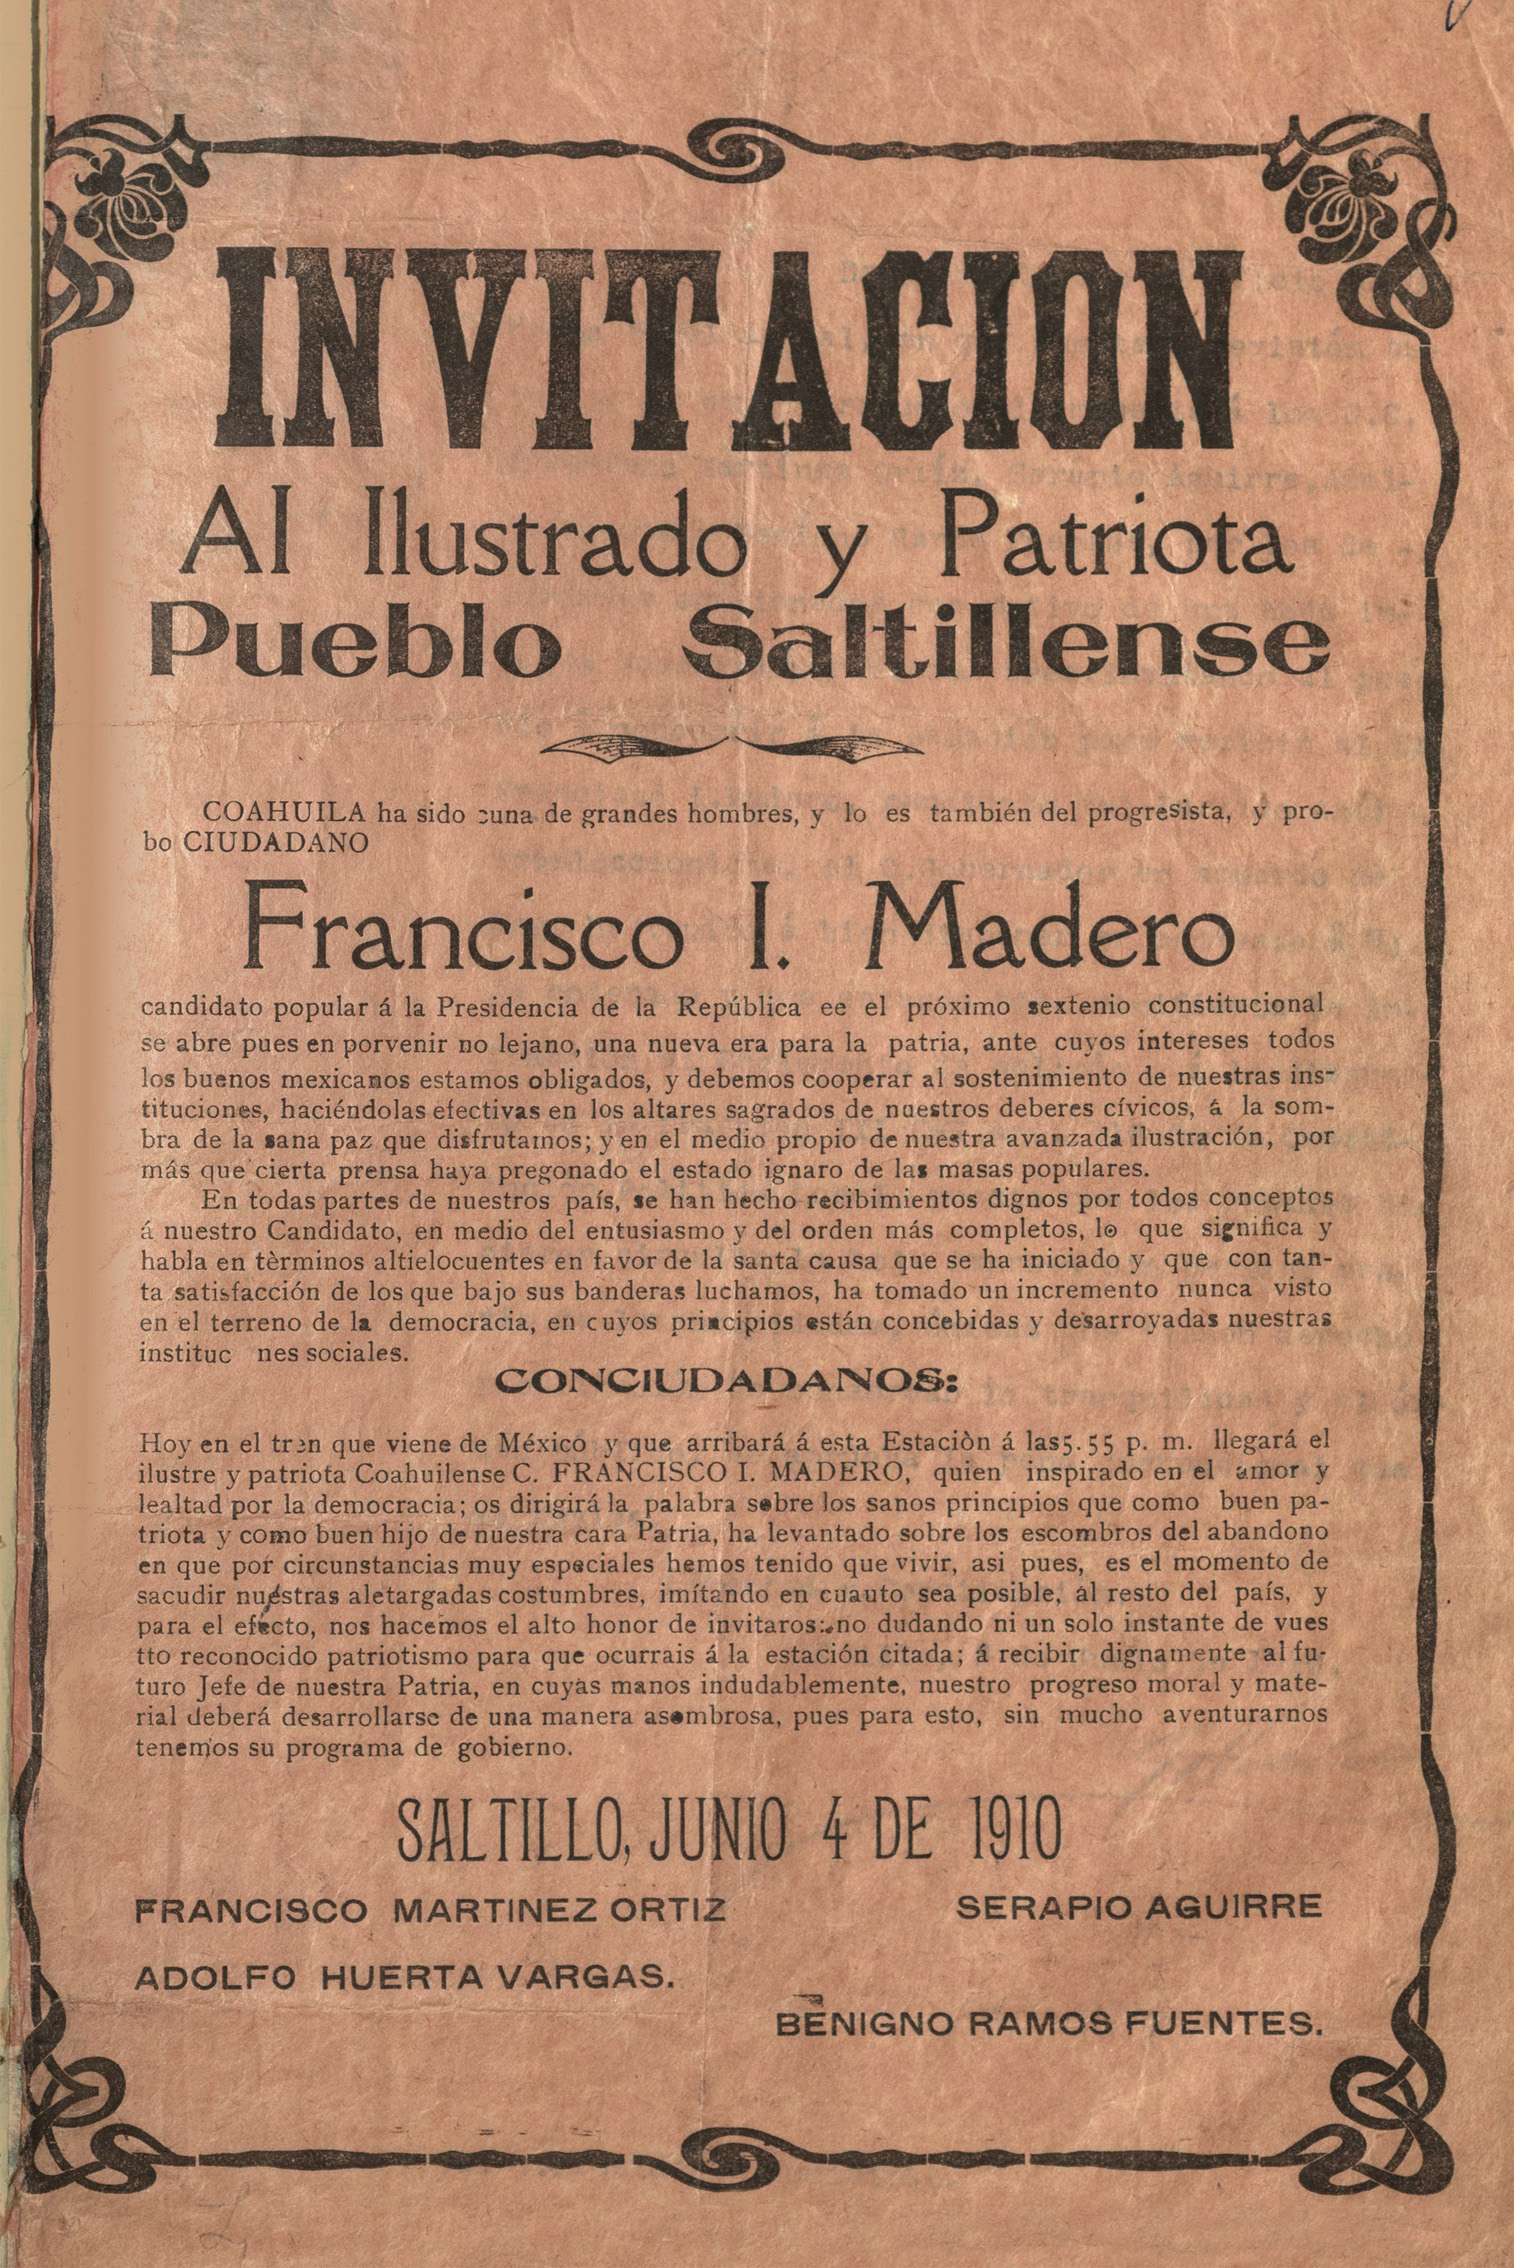 INVITACION
Al Ilustrado y Patriota
Pueblo Saltillense
COAHUILA ha sido cuna de grandes hombres, y lo es también del progresista, y pro-
bo CIUDADANO
Francisco I. Madero
candidato popular á la Presidencia de la República ee el próximo sextenio constitucional
se abre pues en porvenir no lejano, una nueva era para la patria, ante cuyos intereses todos
los buenos mexicanos estamos obligados, y debemos cooperar al sostenimiento de nuestras ins-
tituciones, haciéndolas efectivas en los altares sagrados de nuestros deberes cívicos, á la som-
bra de la sana paz que disfrutamos; y en el medio propio de nuestra avanzada ilustración, por
más que cierta prensa haya pregonado el estado ignaro de las masas populares.
En todas partes de nuestros país, se han hecho recibimientos dignos por todos conceptos
á nuestro Candidato, en medio del entusiasmo y del orden más completos, lo que significa y
habla en tèrminos altielocuentes en favor de la santa causa que se ha iniciado y que con tan-
ta satisfacción de los que bajo sus banderas luchamos, ha tomado un incremento nunca visto
en el terreno de la democracia, en cuyos principios están concebidas y desarroyadas nuestras
instituc nes sociales.
CONCIUDADANOS:
Hoy en el tren que viene de México y que arribará á esta Estaciòn á las 5.55 p. m. llegará el
ilustre y patriota Coahuilense C. FRANCISCO I. MADERO, quien inspirado en el amor y
lealtad por la democracia; os dirigirá la palabra sobre los sanos principios que como buen pa-
triota y como buen hijo de nuestra cara Patria, ha levantado sobre los escombros del abandono
en que por circunstancias muy especiales hemos tenido que vivir, asi pues, es el momento de
sacudir nuestras aletargadas costumbres, imítando en cuauto sea posible, al resto del país, y
para el efecto, nos hacemos el alto honor de invitaros:.no dudando ni un solo instante de vues
tto reconocido patriotismo para que ocurrais á la estación citada; á recibir dignamente al fu-
turo Jefe de nuestra Patria, en cuyas manos indudablemente, nuestro progreso moral y mate-
rial deberá desarrollarse de una manera asombrosa, pues para esto, sin mucho aventurarnos
tenemos su programa de gobierno.
SALTILLO, JUNIO 4 DE 1910
FRANCISCO MARTINEZ ORTIZ SERAPIO AGUIRRE
ADOLFO HUERTA VARGAS.
BENIGNO RAMOS FUENTES.